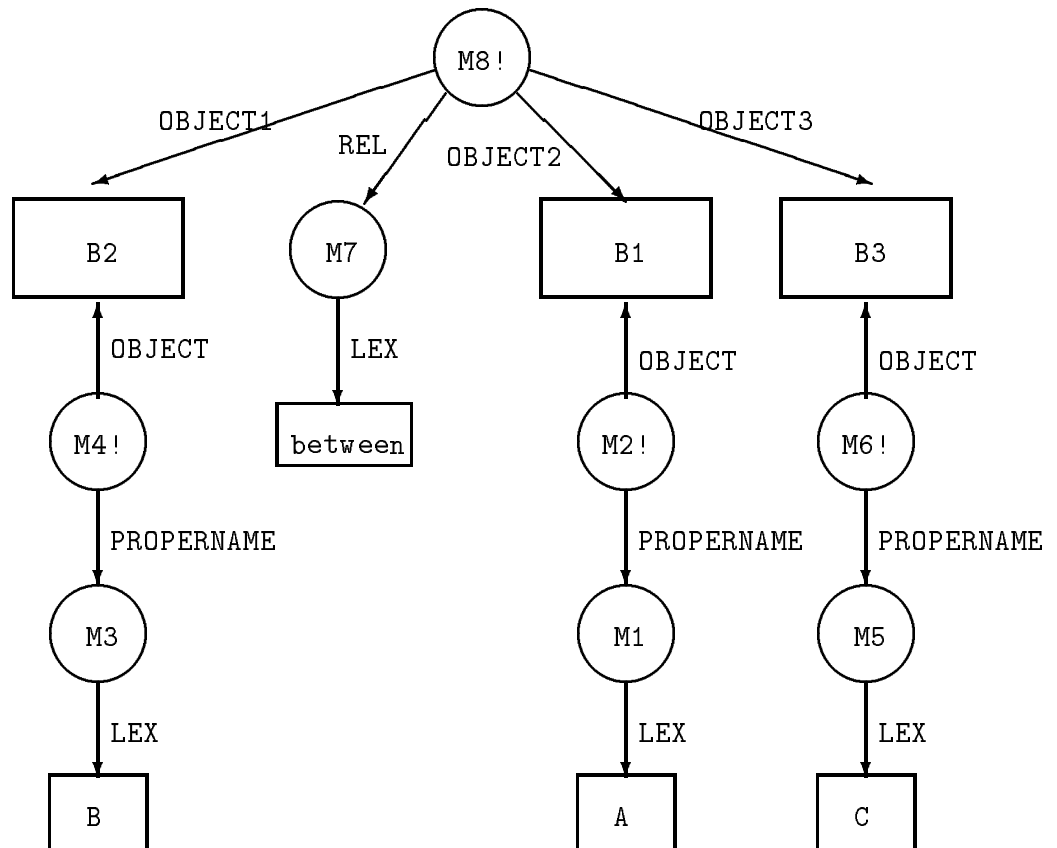 M8!
OBJECT1 OBJECT3
REL OBJECT2
B2 M7 B1 B3
OBJECT LEX OBJECT OBJECT
M4! between M2! M6!
PROPERNAME PROPERNAME PROPERNAME
M3 M1 M5
LEX LEX LEX
B A C